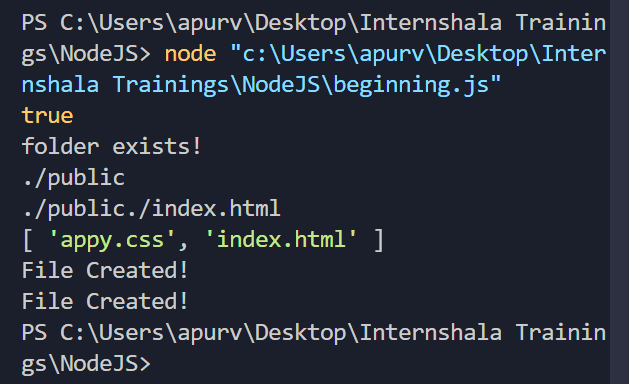 PS C:\Users\apurv\Desktop\Internshala Trainin
gs\NodeJS> node "c:\Users\apurv\Desktop\Inter
nshala Trainings\NodeJS\beginning.js"
true
folder exists!
./public
./public./index.html
[ 'appy.css', 'index.html' ]
File Created!
File Created!
PS C:\Users\apurv\Desktop\Internshala Trainin
gs\NodeJS>